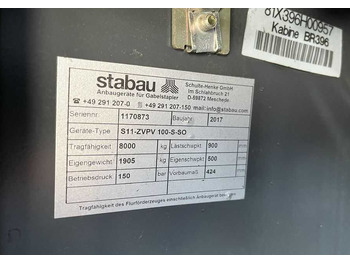 81X396H00957
Kabine BR396
stabau
Anbaugeräte für Gabelstapler
Schulte-Henke GmbH
Im Schlahbruch 21
D-59872 Meschede
☎ +49 291 207-0 +49 291 207-150 mail:info@stabau.com
Seriennr. 1170873 Baujahr 2017
Geräte-Type S11-ZVPV 100-S-SO
Tragfähigkeit 8000 kg Lastschwpkt. 900 mm
Eigengewicht 1905 kg Eigenschwpkt. 500 mm
Betriebsdruck 150 bar Vorbaumaß 424 mm
Tragfähigkeit des Flurförderzeuges einschließlich Anbaugerät